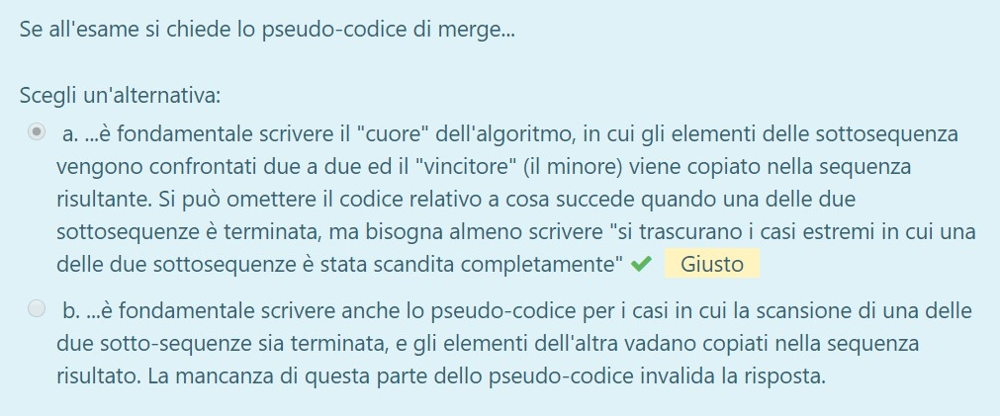 Se all'esame si chiede lo pseudo-codice di merge...
Scegli un'alternativa:
a. ...è fondamentale scrivere il "cuore" dell'algoritmo, in cui gli elementi delle sottosequenza
vengono confrontati due a due ed il "vincitore" (il minore) viene copiato nella sequenza
risultante. Si può omettere il codice relativo a cosa succede quando una delle due
sottosequenze è terminata, ma bisogna almeno scrivere "si trascurano i casi estremi in cui una
delle due sottosequenze è stata scandita completamente" ✔ Giusto
b. ...è fondamentale scrivere anche lo pseudo-codice per i casi in cui la scansione di una delle
due sotto-sequenze sia terminata, e gli elementi dell'altra vadano copiati nella sequenza
risultato. La mancanza di questa parte dello pseudo-codice invalida la risposta.